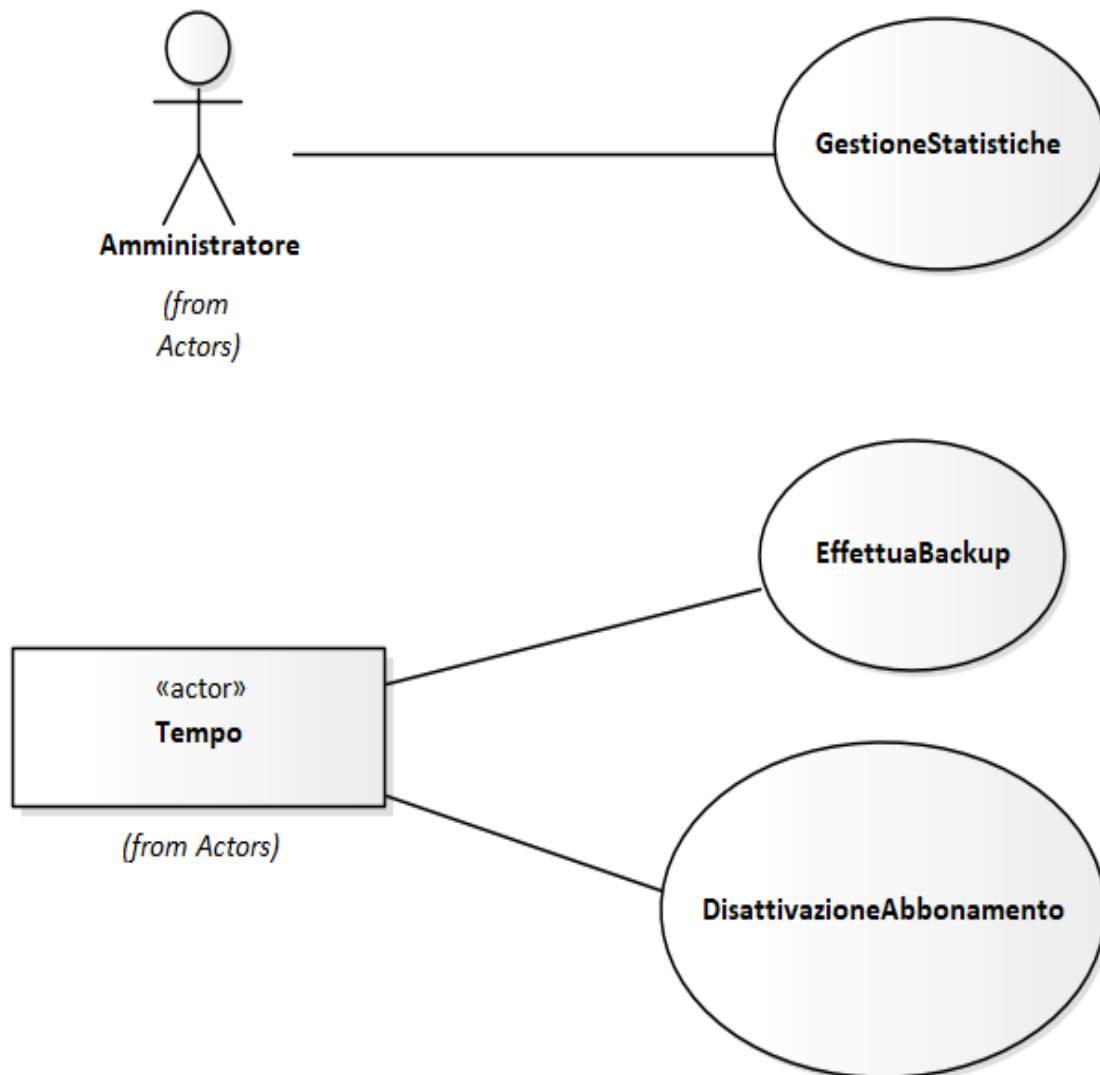 GestioneStatistiche
Amministratore
(from
Actors)
EffettuaBackup
«actor»
Tempo
(from Actors)
DisattivazioneAbbonamento